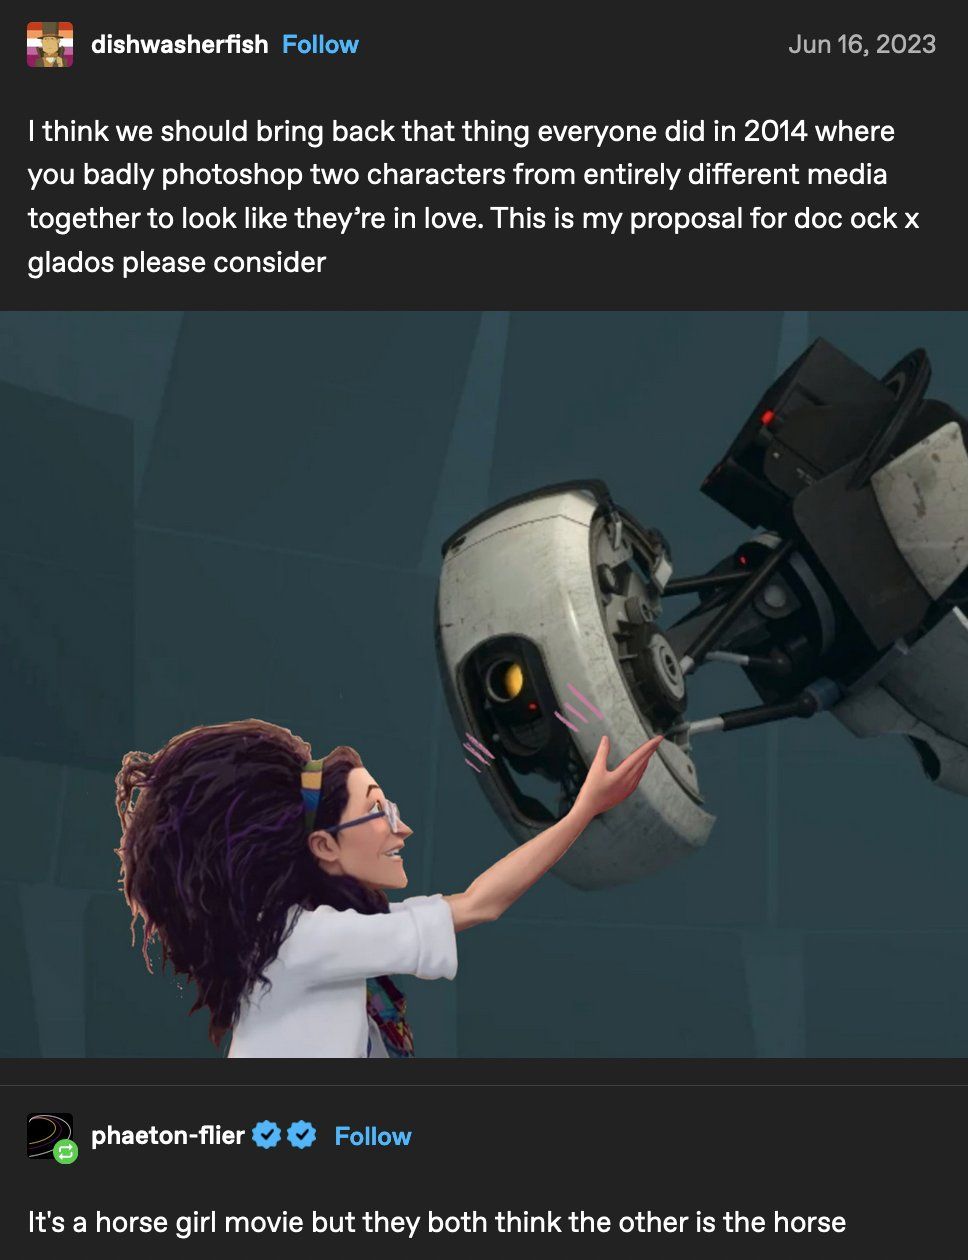 dishwasherfish Follow Jun 16, 2023
I think we should bring back that thing everyone did in 2014 where
you badly photoshop two characters from entirely different media
together to look like they’re in love. This is my proposal for doc ock x
glados please consider
phaeton-flier Follow
It's a horse girl movie but they both think the other is the horse